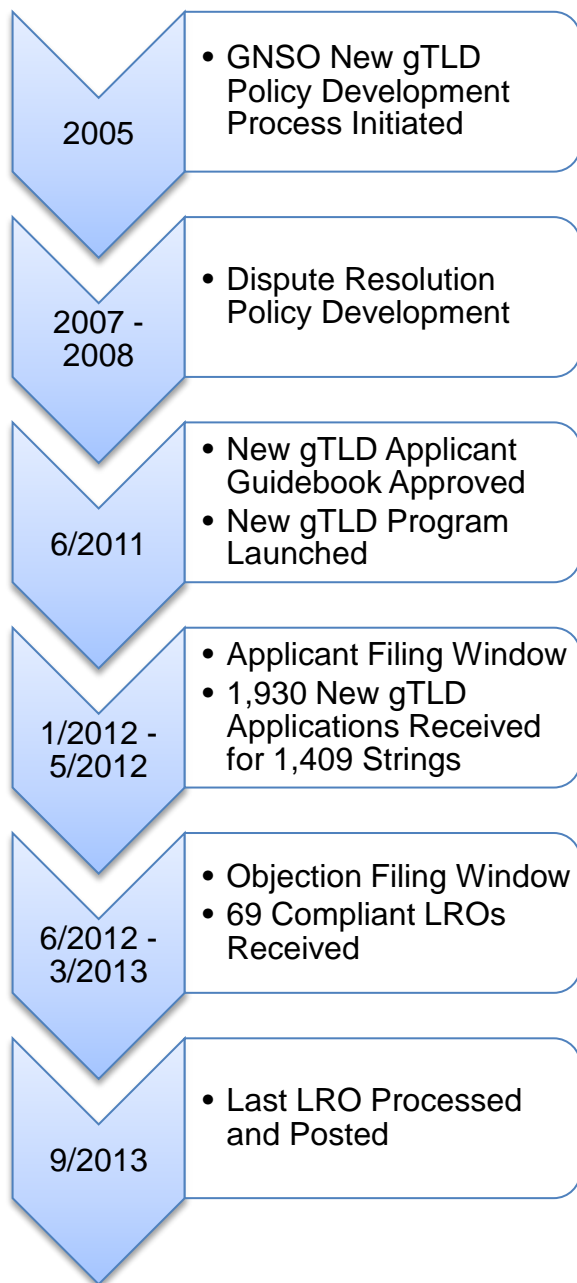 2005
• GNSO New gTLD
Policy Development
Process Initiated
2007 -
2008
• Dispute Resolution
Policy Development
6/2011
• New gTLD Applicant
Guidebook Approved
• New gTLD Program
Launched
1/2012 -
5/2012
• Applicant Filing Window
• 1,930 New gTLD
Applications Received
for 1,409 Strings
6/2012 -
3/2013
• Objection Filing Window
• 69 Compliant LROs
Received
9/2013
• Last LRO Processed
and Posted